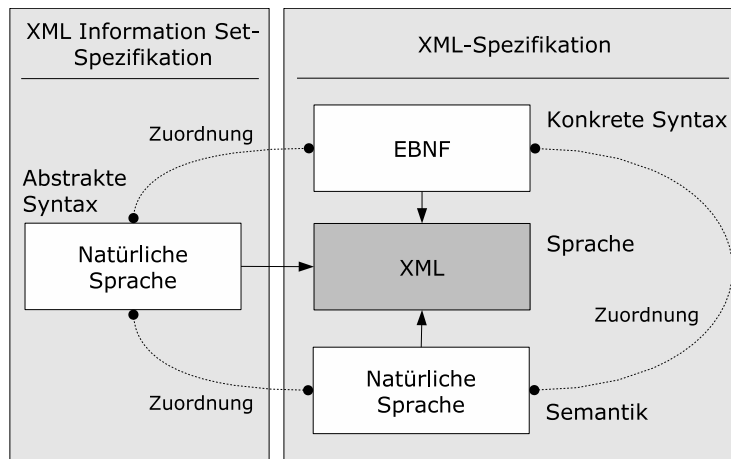 XML Information Set-
Spezifikation
XML-Spezifikation
Zuordnung
EBNF
Konkrete Syntax
Abstrakte
Syntax
Natürliche
Sprache
XML
Sprache
Zuordnung
Zuordnung
Natürliche
Sprache
Semantik